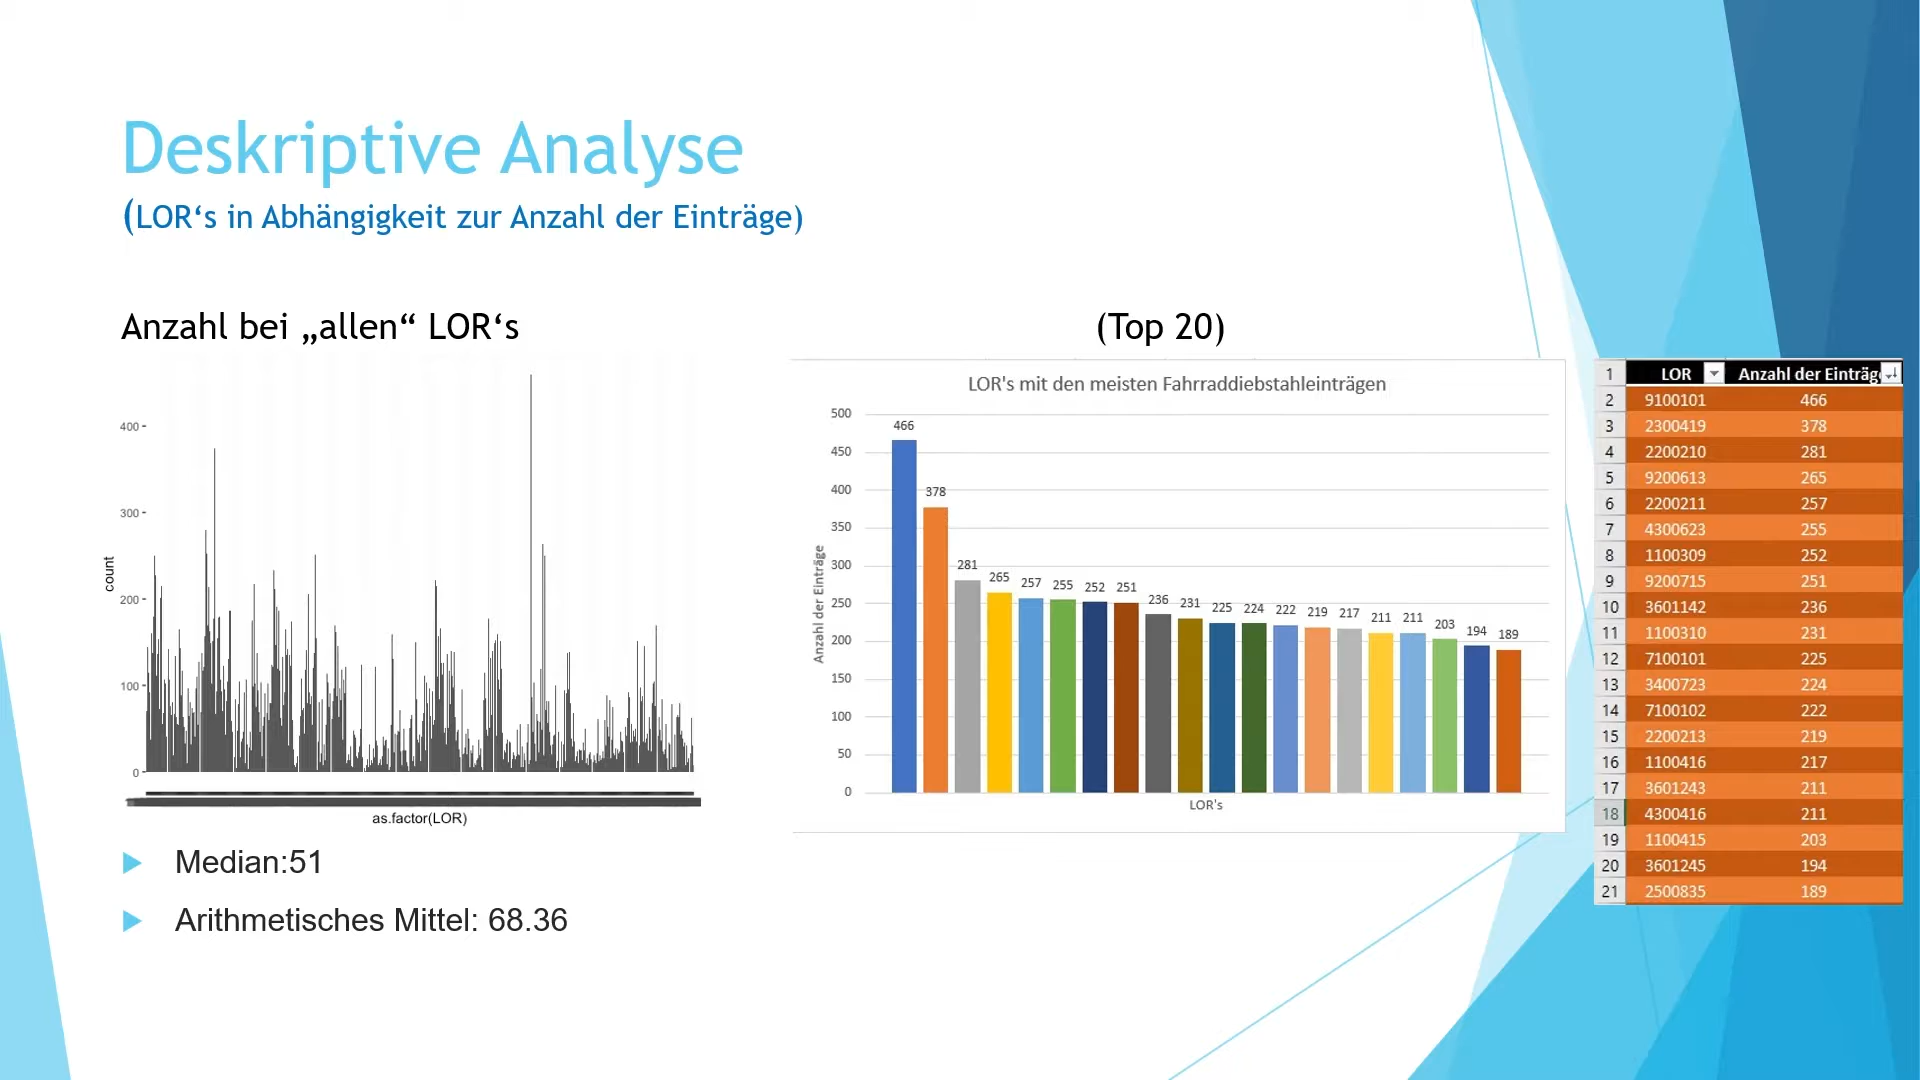 Deskriptive Analyse
(LOR‘s in Abhängigkeit zur Anzahl der Einträge)
Anzahl bei „allen“ LOR‘s
400
300
200
100
0
count
as.factor(LOR)
Median:51
Arithmetisches Mittel: 68.36
(Top 20)
LOR's mit den meisten Fahrraddiebstahleinträgen
500
450
400
350
300
250
200
150
100
50
0
Anzahl der Einträge
466 378 281 265 257 255 252 251 236 231 225 224 222 219 217 211 211 203 194 189
LOR's
1 LOR Anzahl der Einträg
2 9100101 466
3 2300419 378
4 2200210 281
5 9200613 265
6 2200211 257
7 4300623 255
8 1100309 252
9 9200715 251
10 3601142 236
11 1100310 231
12 7100101 225
13 3400723 224
14 7100102 222
15 2200213 219
16 1100416 217
17 3601243 211
18 4300416 211
19 1100415 203
20 3601245 194
21 2500835 189